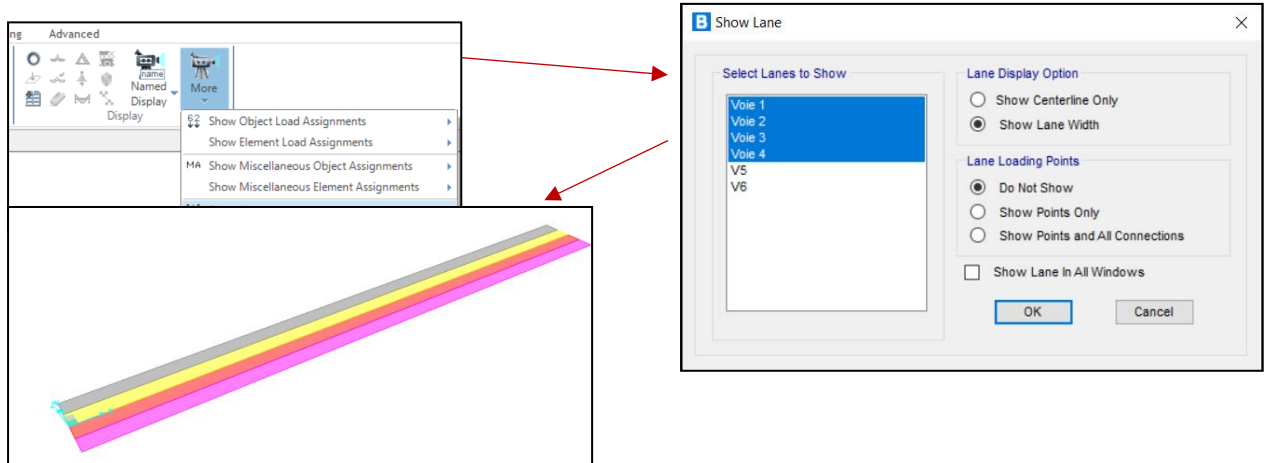 ng Advanced
name
Named
Display
More
Display
62 Show Object Load Assignments
Show Element Load Assignments
MA Show Miscellaneous Object Assignments
Show Miscellaneous Element Assignments
B Show Lane
Select Lanes to Show
Voie 1
Voie 2
Voie 3
Voie 4
V5
V6
Lane Display Option
Show Centerline Only
Show Lane Width
Lane Loading Points
Do Not Show
Show Points Only
Show Points and All Connections
Show Lane In All Windows
OK Cancel